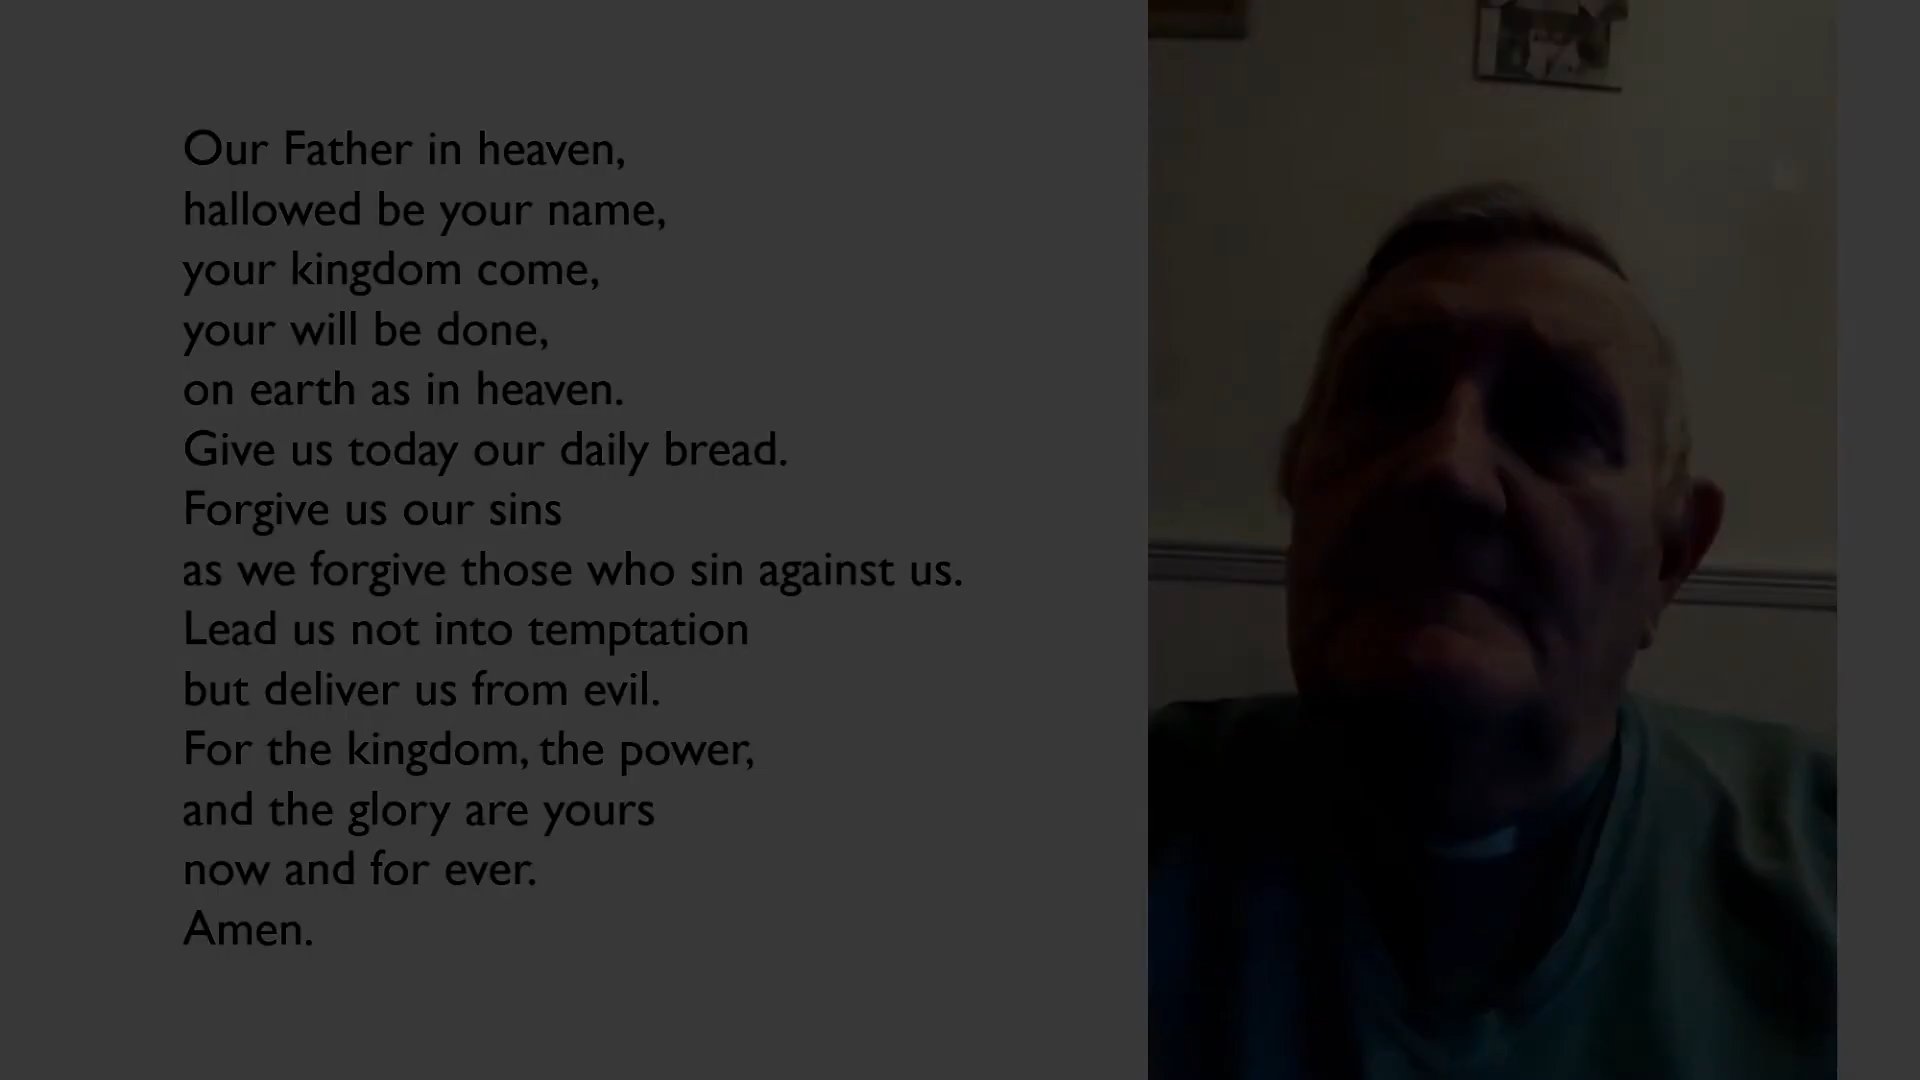 Our Father in heaven,
hallowed be your name,
your kingdom come,
your will be done,
on earth as in heaven.
Give us today our daily bread.
Forgive us our sins
as we forgive those who sin against us.
Lead us not into temptation
but deliver us from evil.
For the kingdom, the power,
and the glory are yours
now and for ever.
Amen.